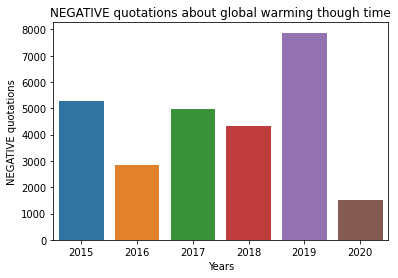 NEGATIVE quotations about global warming though time
8000
7000
6000
5000
4000
3000
2000
1000
0
NEGATIVE quotations
2015 2016 2017 2018 2019 2020
Years